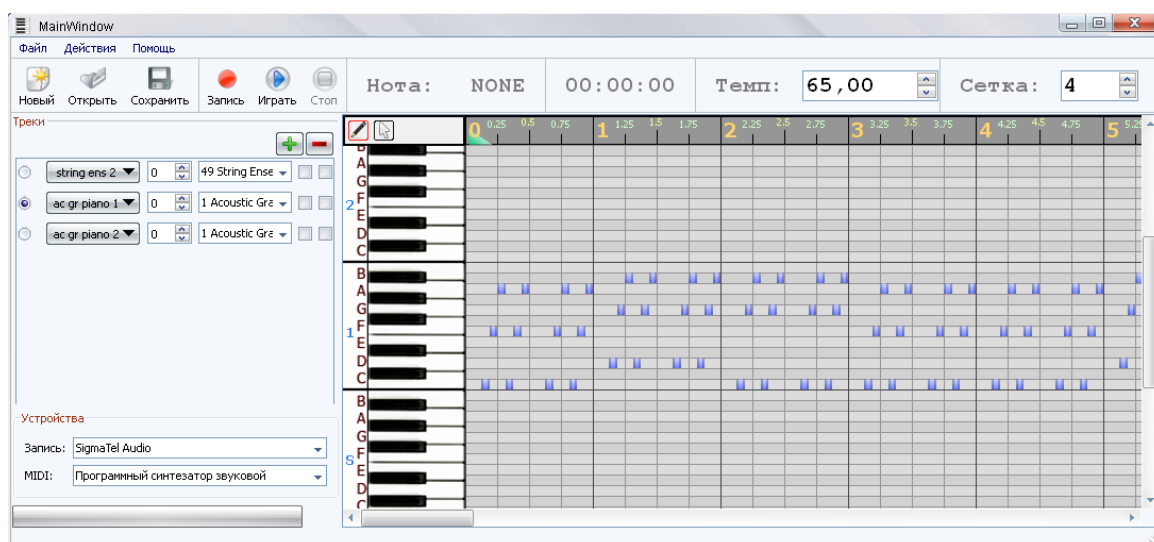 MainWindow
Файл Действия Помощь
Новый Открыть Сохранить Запись Играть Стоп Нота: NONE 00:00:00 Темп: 65,00 Сетка: 4
Треки
0 0.25 0.5 0.75 1 1.25 1.5 1.75 2 2.25 2.5 2.75 3 3.25 3.5 3.75 4 4.25 4.5 4.75 5 5.25
string ens 2 0 49 String Ense
ac gr piano 1 0 1 Acoustic Gra
ac gr piano 2 0 1 Acoustic Gra
B
A
G
2 F
E
D
C
B
A
G
1 F
E
D
C
B
A
G
S F
E
D
C
Устройства
Запись: SigmaTel Audio
MIDI: Программный синтезатор звуковой